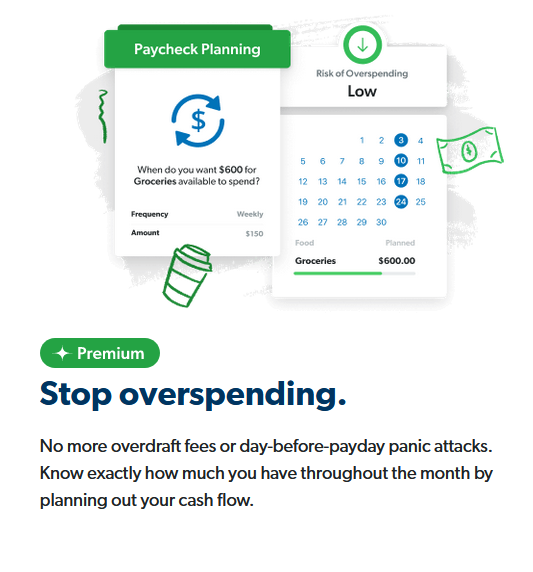 Paycheck Planning
$
When do you want $600 for
Groceries available to spend?
Frequency Weekly
Amount $150
Risk of Overspending
Low
1 2 3 4
5 6 7 8 9 10 11
12 13 14 15 16 17 18
19 20 21 22 23 24 25
26 27 28 29 30
Food Planned
Groceries $600.00
Premium
Stop overspending.
No more overdraft fees or day-before-payday panic attacks.
Know exactly how much you have throughout the month by
planning out your cash flow.